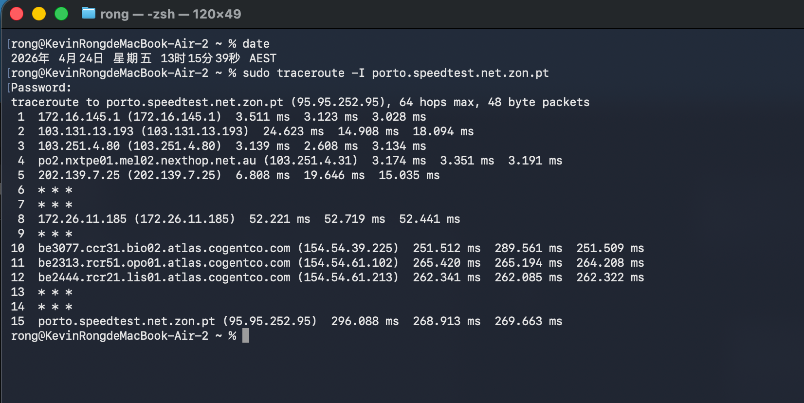 rong — -zsh — 120×49
[rong@KevinRongdeMacBook-Air-2 ~ % date
2026年 4月24日 星期五 13时15分39秒 AEST
[rong@KevinRongdeMacBook-Air-2 ~ % sudo traceroute -I porto.speedtest.net.zon.pt
[Password:
traceroute to porto.speedtest.net.zon.pt (95.95.252.95), 64 hops max, 48 byte packets
1 172.16.145.1 (172.16.145.1) 3.511 ms 3.123 ms 3.028 ms
2 103.131.13.193 (103.131.13.193) 24.623 ms 14.908 ms 18.094 ms
3 103.251.4.80 (103.251.4.80) 3.139 ms 2.608 ms 3.134 ms
4 po2.nxtpe01.mel02.nexthop.net.au (103.251.4.31) 3.174 ms 3.351 ms 3.191 ms
5 202.139.7.25 (202.139.7.25) 6.808 ms 19.646 ms 15.035 ms
6 * * *
7 * * *
8 172.26.11.185 (172.26.11.185) 52.221 ms 52.719 ms 52.441 ms
9 * * *
10 be3077.ccr31.bio02.atlas.cogentco.com (154.54.39.225) 251.512 ms 289.561 ms 251.509 ms
11 be2313.rcr51.opo01.atlas.cogentco.com (154.54.61.102) 265.420 ms 265.194 ms 264.208 ms
12 be2444.rcr21.lis01.atlas.cogentco.com (154.54.61.213) 262.341 ms 262.085 ms 262.322 ms
13 * * *
14 * * *
15 porto.speedtest.net.zon.pt (95.95.252.95) 296.088 ms 268.913 ms 269.663 ms
rong@KevinRongdeMacBook-Air-2 ~ %